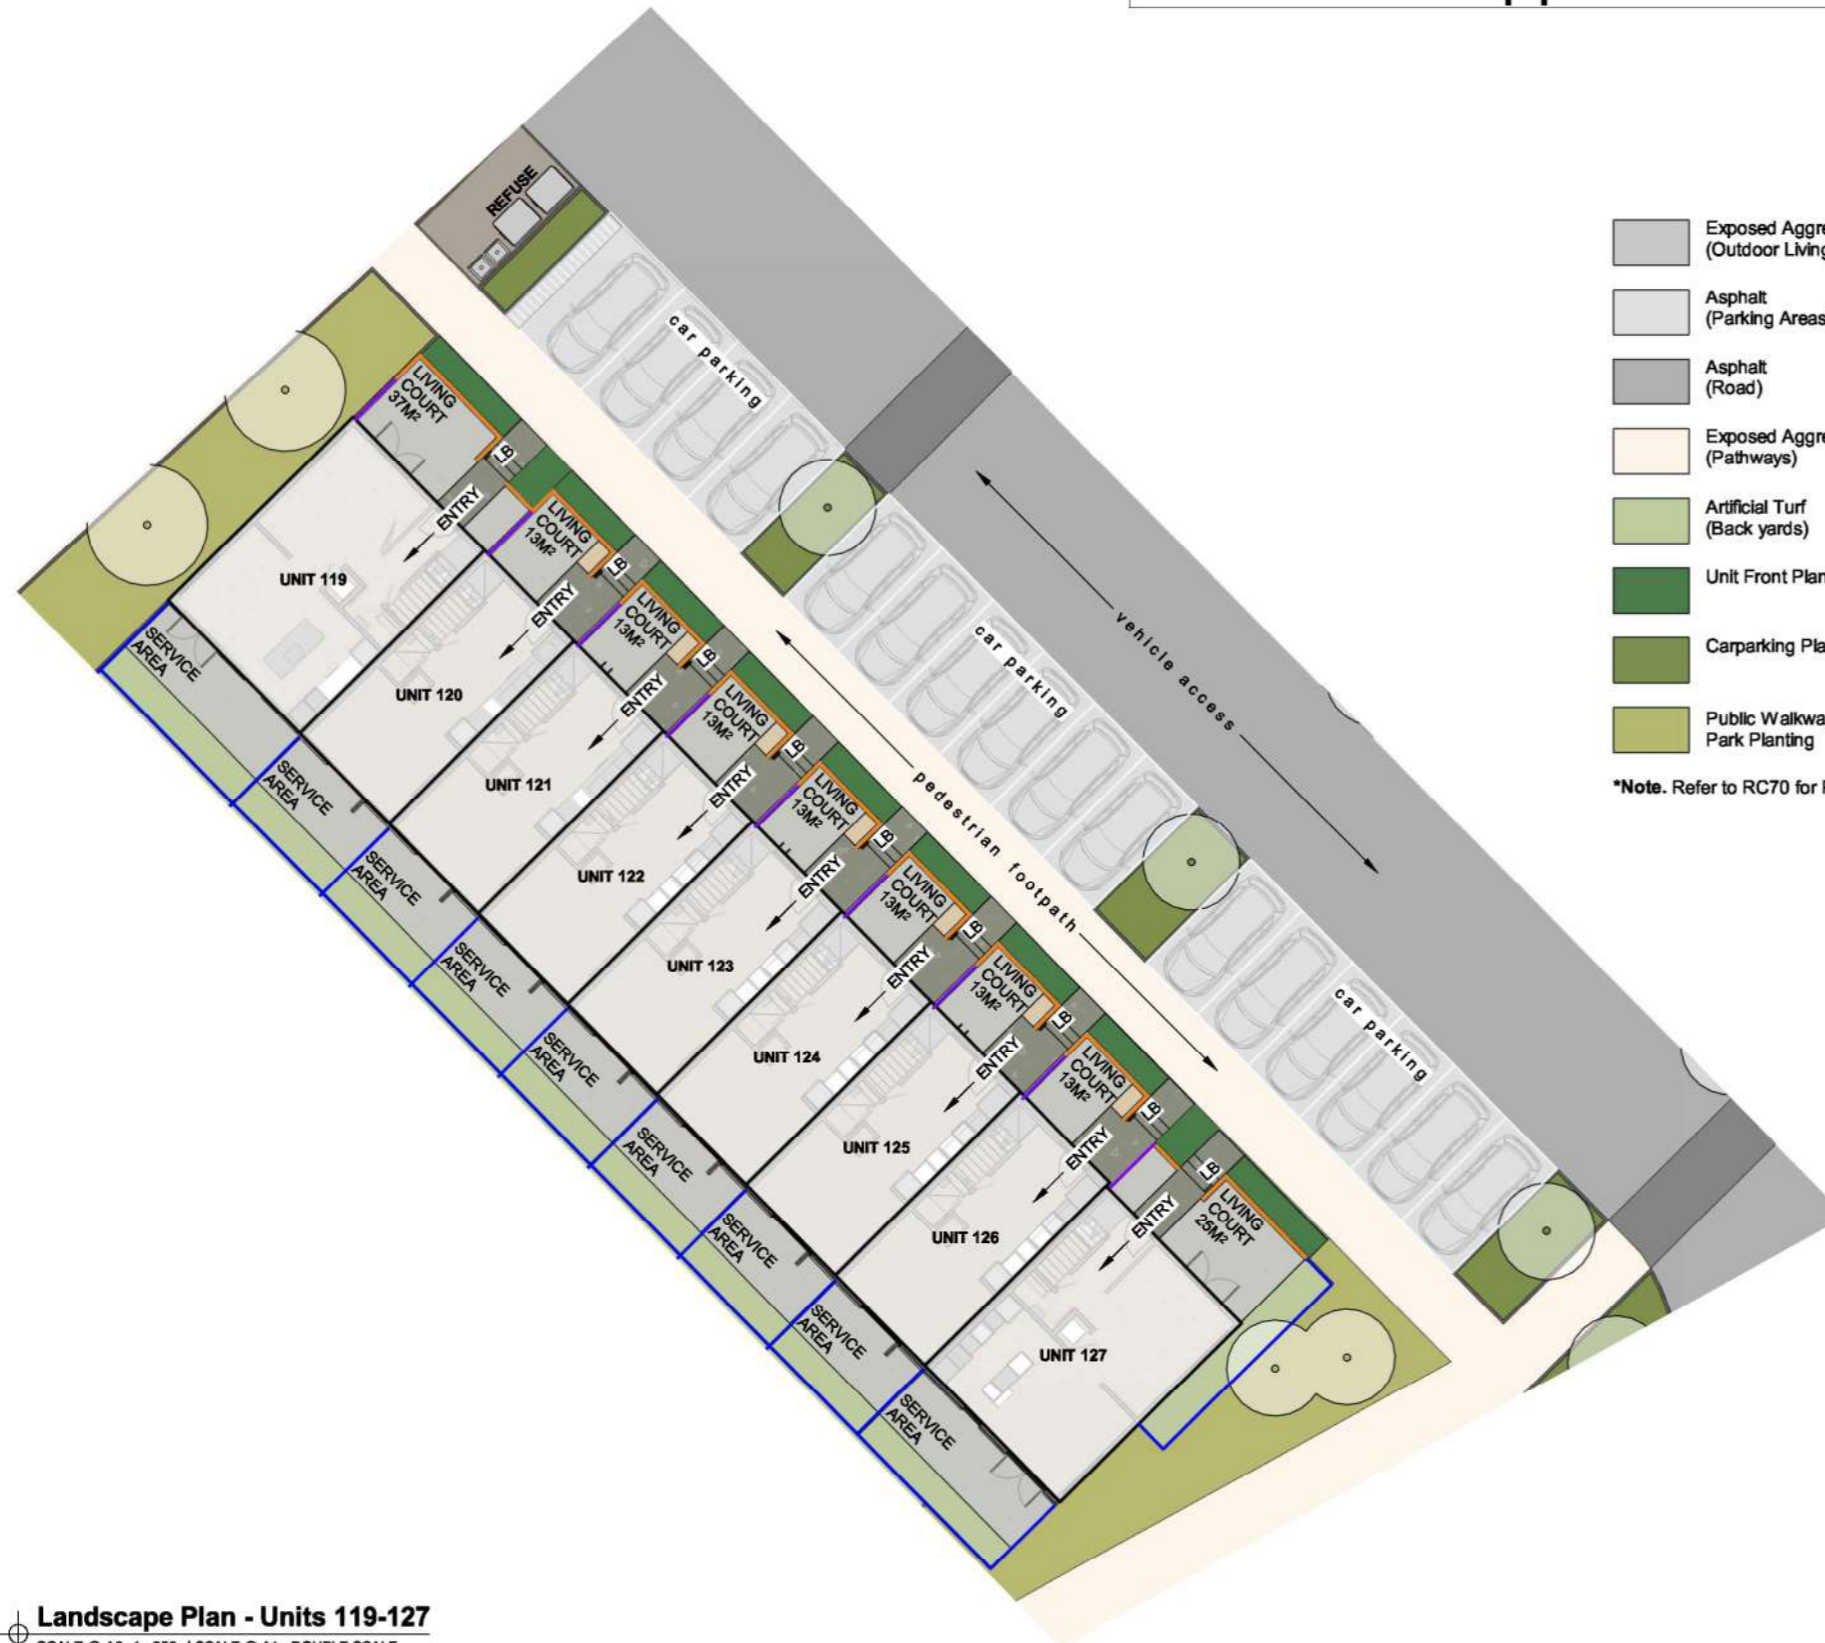 REFUSE
car parking
LIVING
COURT
37M²
LB
ENTRY
UNIT 119
SERVICE
AREA
LIVING
COURT
13M²
LB
ENTRY
UNIT 120
SERVICE
AREA
LIVING
COURT
13M²
LB
ENTRY
UNIT 121
SERVICE
AREA
LIVING
COURT
13M²
LB
ENTRY
UNIT 122
SERVICE
AREA
LIVING
COURT
13M²
LB
ENTRY
UNIT 123
SERVICE
AREA
LIVING
COURT
13M²
LB
ENTRY
UNIT 124
SERVICE
AREA
LIVING
COURT
13M²
LB
ENTRY
UNIT 125
SERVICE
AREA
LIVING
COURT
13M²
LB
ENTRY
UNIT 126
SERVICE
AREA
LIVING
COURT
25M²
LB
ENTRY
UNIT 127
SERVICE
AREA
car parking
vehicle access
pedestrian footpath
car parking
Exposed Aggre
(Outdoor Living
Asphalt
(Parking Areas
Asphalt
(Road)
Exposed Aggre
(Pathways)
Artificial Turf
(Back yards)
Unit Front Plan
Carparking Pla
Public Walkwa
Park Planting
*Note. Refer to RC70 for
Landscape Plan - Units 119-127